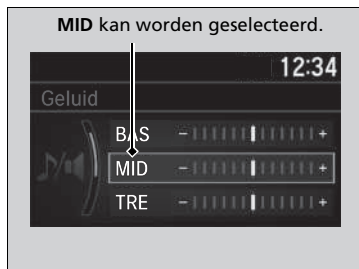 MID kan worden geselecteerd.
12:34
Geluid
BAS - +
MID - +
TRE - +